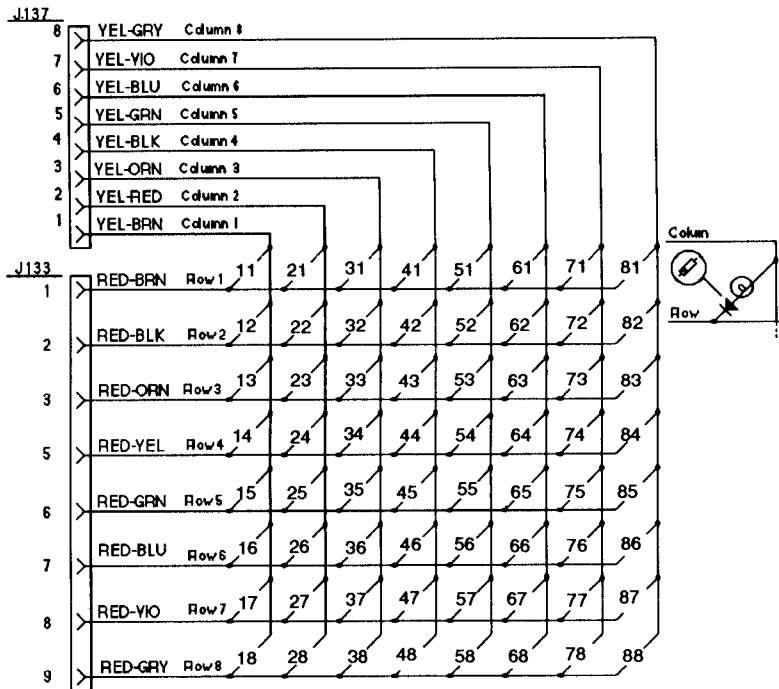 J137
8 YEL-GRY Column 8
7 YEL-VIO Column 7
6 YEL-BLU Column 6
5 YEL-GRN Column 5
4 YEL-BLK Column 4
3 YEL-ORN Column 3
2 YEL-RED Column 2
1 YEL-BRN Column 1
Column
Row
J133
1 RED-BRN Row 1 11 21 31 41 51 61 71 81
2 RED-BLK Row 2 12 22 32 42 52 62 72 82
3 RED-ORN Row 3 13 23 33 43 53 63 73 83
5 RED-YEL Row 4 14 24 34 44 54 64 74 84
6 RED-GRN Row 5 15 25 35 45 55 65 75 85
7 RED-BLU Row 6 16 26 36 46 56 66 76 86
8 RED-VIO Row 7 17 27 37 47 57 67 77 87
9 RED-GRY Row 8 18 28 38 48 58 68 78 88